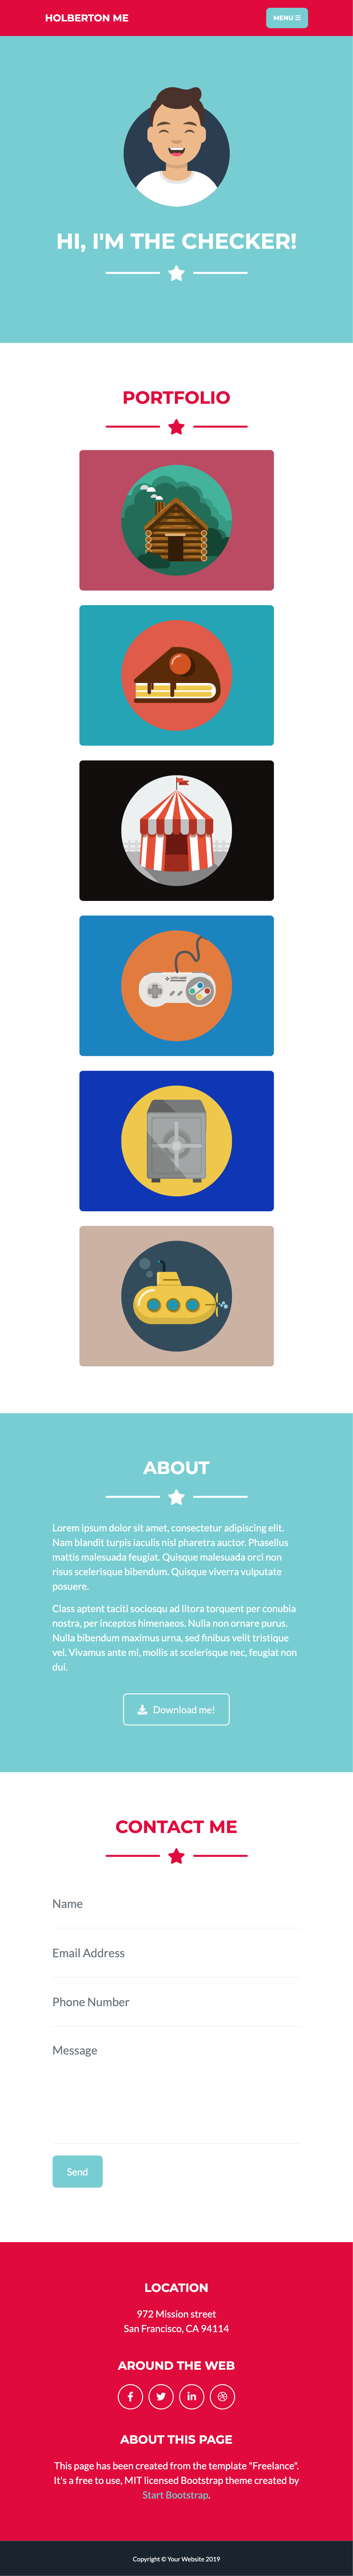 HOLBERTON ME
MENU
HI, I'M THE CHECKER!
PORTFOLIO
ABOUT
Lorem ipsum dolor sit amet, consectetur adipiscing elit.
Nam blandit turpis iaculis nisl pharetra auctor. Phasellus
mattis malesuada feugiat. Quisque malesuada orci non
risus scelerisque bibendum. Quisque viverra vulputate
posuere.
Class aptent taciti sociosqu ad litora torquent per conubia
nostra, per inceptos himenaeos. Nulla non ornare purus.
Nulla bibendum maximus urna, sed finibus velit tristique
vel. Vivamus ante mi, mollis at scelerisque nec, feugiat non
dui.
Download me!
CONTACT ME
Name
Email Address
Phone Number
Message
Send
LOCATION
972 Mission street
San Francisco, CA 94114
AROUND THE WEB
ABOUT THIS PAGE
This page has been created from the template "Freelance".
It's a free to use, MIT licensed Bootstrap theme created by
Start Bootstrap.
Copyright © Your Website 2019